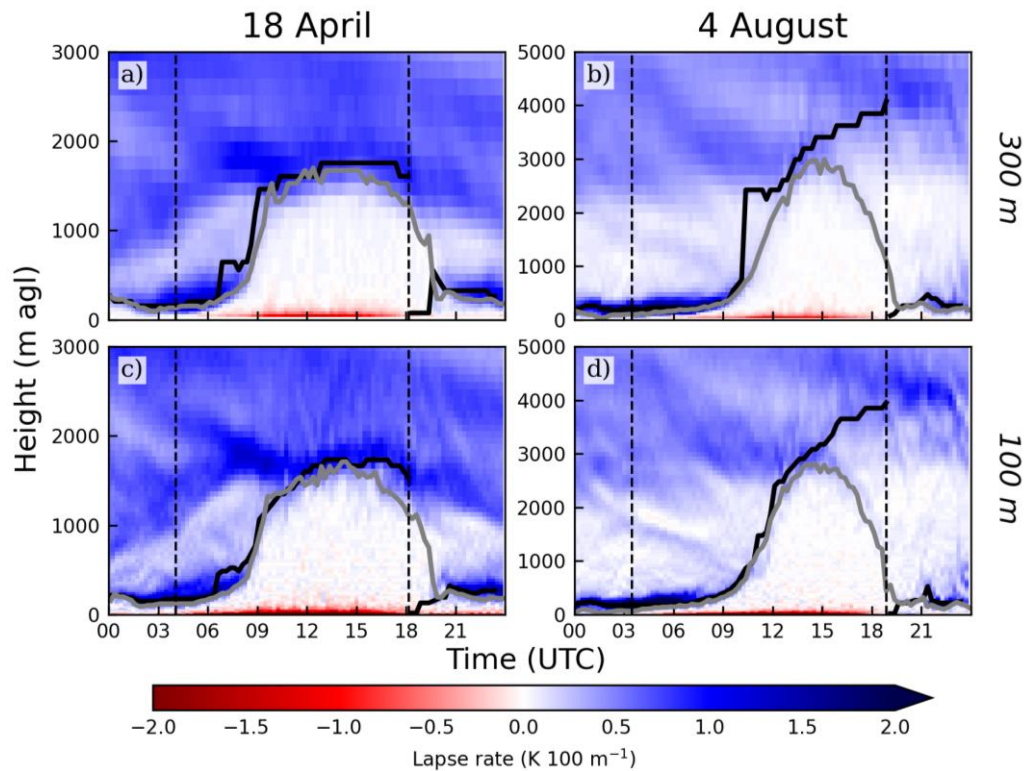 18 April
4 August
3000
2000
1000
0
a)
5000
4000
3000
2000
1000
0
b)
300 m
3000
2000
1000
0
c)
5000
4000
3000
2000
1000
0
d)
100 m
Height (m agl)
00 03 06 09 12 15 18 21
00 03 06 09 12 15 18 21
Time (UTC)
−2.0 −1.5 −1.0 −0.5 0.0 0.5 1.0 1.5 2.0
Lapse rate (K 100 m⁻¹)